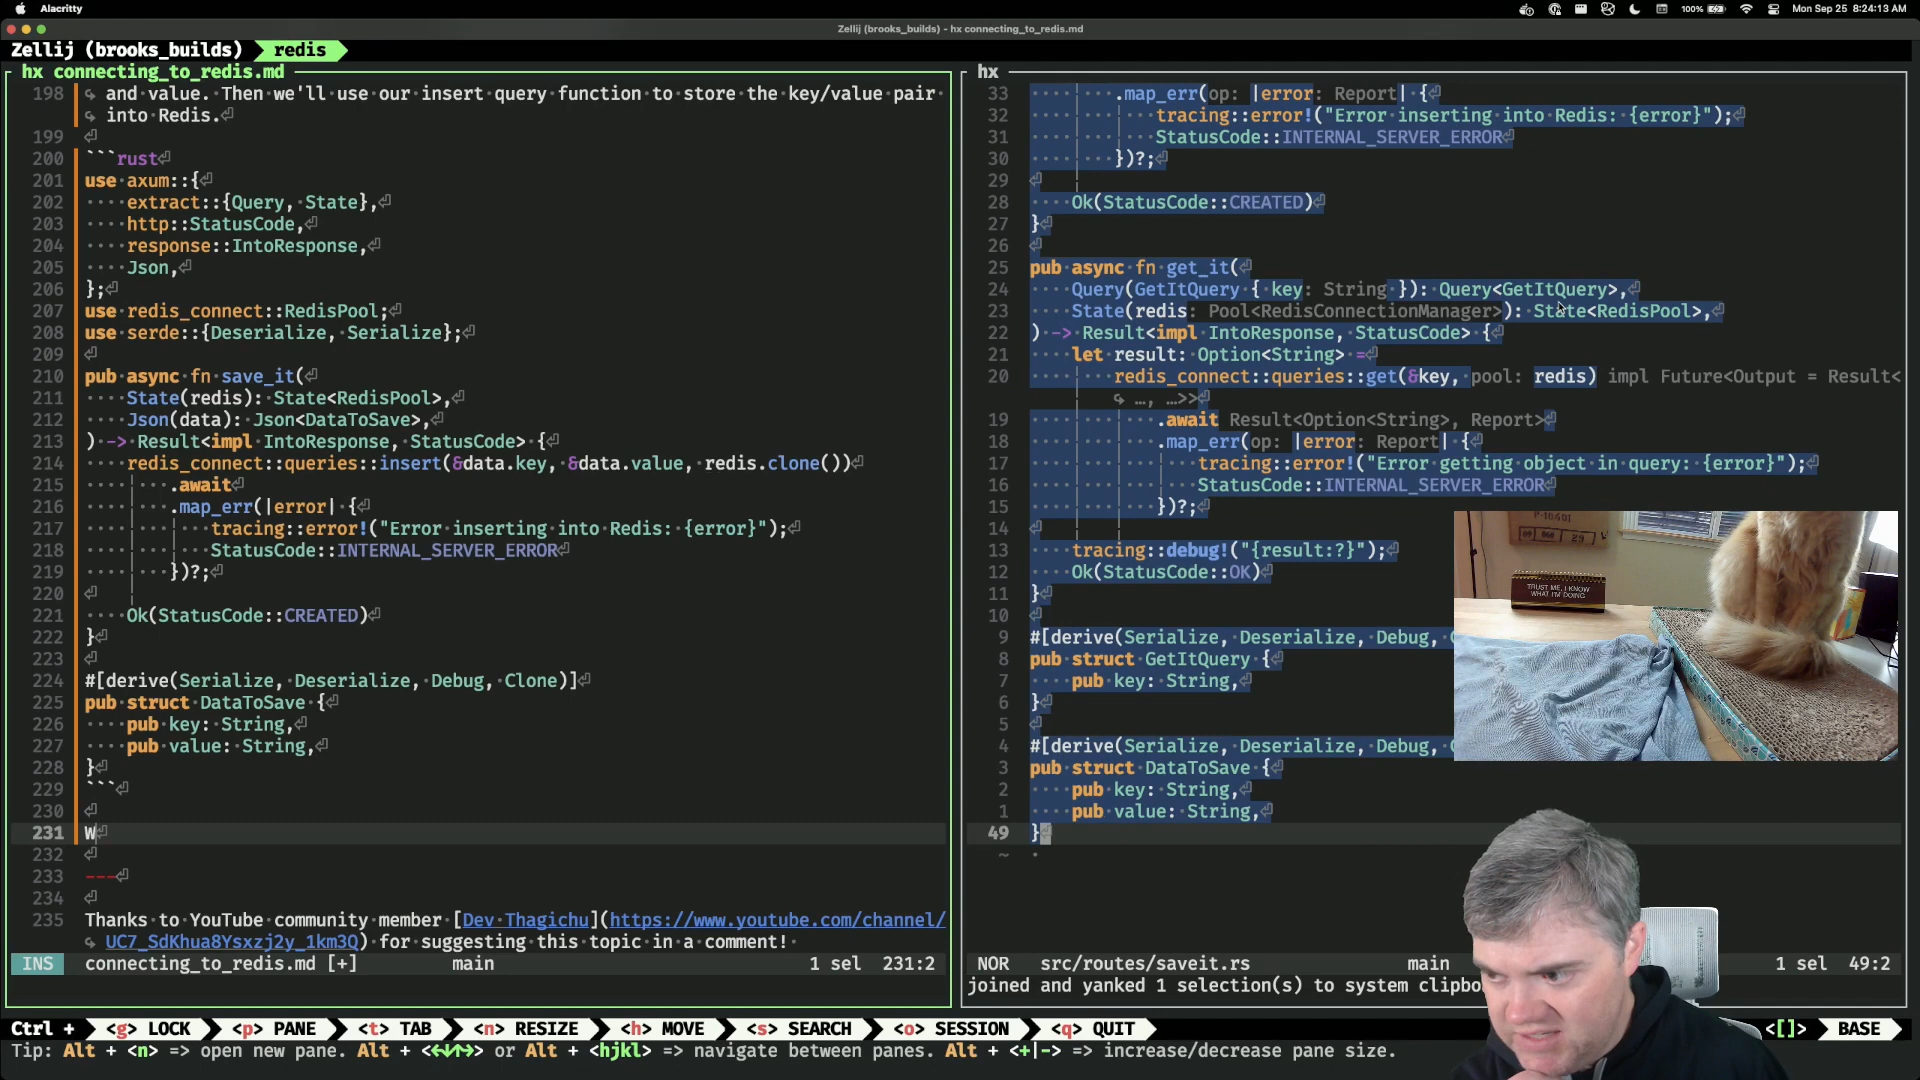 Alacritty
100%
Mon Sep 25 8:24:13 AM
Zellij (brooks_builds) - hx connecting_to_redis.md
Zellij (brooks_builds) redis
hx connecting_to_redis.md
198 ↪ and·value.·Then·we'll·use·our·insert·query·function·to·store·the·key/value·pair·
↪ into·Redis.⏎
199 ⏎
200 ```rust⏎
201 use·axum::{⏎
202 ····extract::{Query,·State},⏎
203 ····http::StatusCode,⏎
204 ····response::IntoResponse,⏎
205 ····Json,⏎
206 };⏎
207 use·redis_connect::RedisPool;⏎
208 use·serde::{Deserialize,·Serialize};⏎
209 ⏎
210 pub·async·fn·save_it(⏎
211 ····State(redis):·State<RedisPool>,⏎
212 ····Json(data):·Json<DataToSave>,⏎
213 )·->·Result<impl·IntoResponse,·StatusCode>·{⏎
214 ····redis_connect::queries::insert(&data.key,·&data.value,·redis.clone())⏎
215 ········.await⏎
216 ········.map_err(|error|·{⏎
217 ············tracing::error!("Error·inserting·into·Redis:·{error}");⏎
218 ············StatusCode::INTERNAL_SERVER_ERROR⏎
219 ········})?;⏎
220 ⏎
221 ····Ok(StatusCode::CREATED)⏎
222 }⏎
223 ⏎
224 #[derive(Serialize,·Deserialize,·Debug,·Clone)]⏎
225 pub·struct·DataToSave·{⏎
226 ····pub·key:·String,⏎
227 ····pub·value:·String,⏎
228 }⏎
229 ```⏎
230 ⏎
231 W⏎
232 ⏎
233 ---⏎
234 ⏎
235 Thanks·to·YouTube·community·member·[Dev·Thagichu](https://www.youtube.com/channel/
↪ UC7_SdKhua8Ysxzj2y_1km3Q)·for·suggesting·this·topic·in·a·comment!·
INS connecting_to_redis.md [+] main 1 sel 231:2
hx
33 ········.map_err(op: |error: Report|·{⏎
32 ············tracing::error!("Error·inserting·into·Redis:·{error}");⏎
31 ············StatusCode::INTERNAL_SERVER_ERROR⏎
30 ········})?;⏎
29 ⏎
28 ····Ok(StatusCode::CREATED)⏎
27 }⏎
26 ⏎
25 pub·async·fn·get_it(⏎
24 ····Query(GetItQuery·{·key: String·}):·Query<GetItQuery>,⏎
23 ····State(redis: Pool<RedisConnectionManager>):·State<RedisPool>,⏎
22 )·->·Result<impl·IntoResponse,·StatusCode>·{⏎
21 ····let·result:·Option<String>·=⏎
20 ········redis_connect::queries::get(&key,·pool: redis) impl Future<Output = Result<
↪ …, …>>⏎
19 ············.await Result<Option<String>, Report>⏎
18 ············.map_err(op: |error: Report|·{⏎
17 ················tracing::error!("Error·getting·object·in·query:·{error}");⏎
16 ················StatusCode::INTERNAL_SERVER_ERROR⏎
15 ············})?;⏎
14 ⏎
13 ····tracing::debug!("{result:?}");⏎
12 ····Ok(StatusCode::OK)⏎
11 }⏎
10 ⏎
9 #[derive(Serialize,·Deserialize,·Debug,·
8 pub·struct·GetItQuery·{⏎
7 ····pub·key:·String,⏎
6 }⏎
5 ⏎
4 #[derive(Serialize,·Deserialize,·Debug,·
3 pub·struct·DataToSave·{⏎
2 ····pub·key:·String,⏎
1 ····pub·value:·String,⏎
49 }⏎
~ ·
NOR src/routes/saveit.rs main 1 sel 49:2
joined and yanked 1 selection(s) to system clipbo
TRUST ME, I KNOW
WHAT I'M DOING
Ctrl + <g> LOCK <p> PANE <t> TAB <n> RESIZE <h> MOVE <s> SEARCH <o> SESSION <q> QUIT <[]> BASE
Tip: Alt + <n> => open new pane. Alt + <←↓↑→> or Alt + <hjkl> => navigate between panes. Alt + <+|-> => increase/decrease pane size.